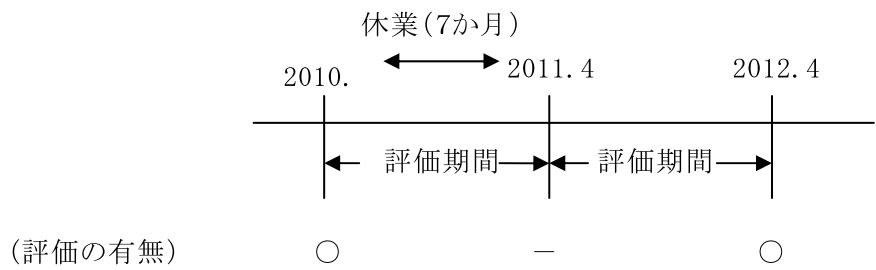 休業(7か月)
2010. 2011.4 2012.4
評価期間 評価期間
(評価の有無) ○ － ○